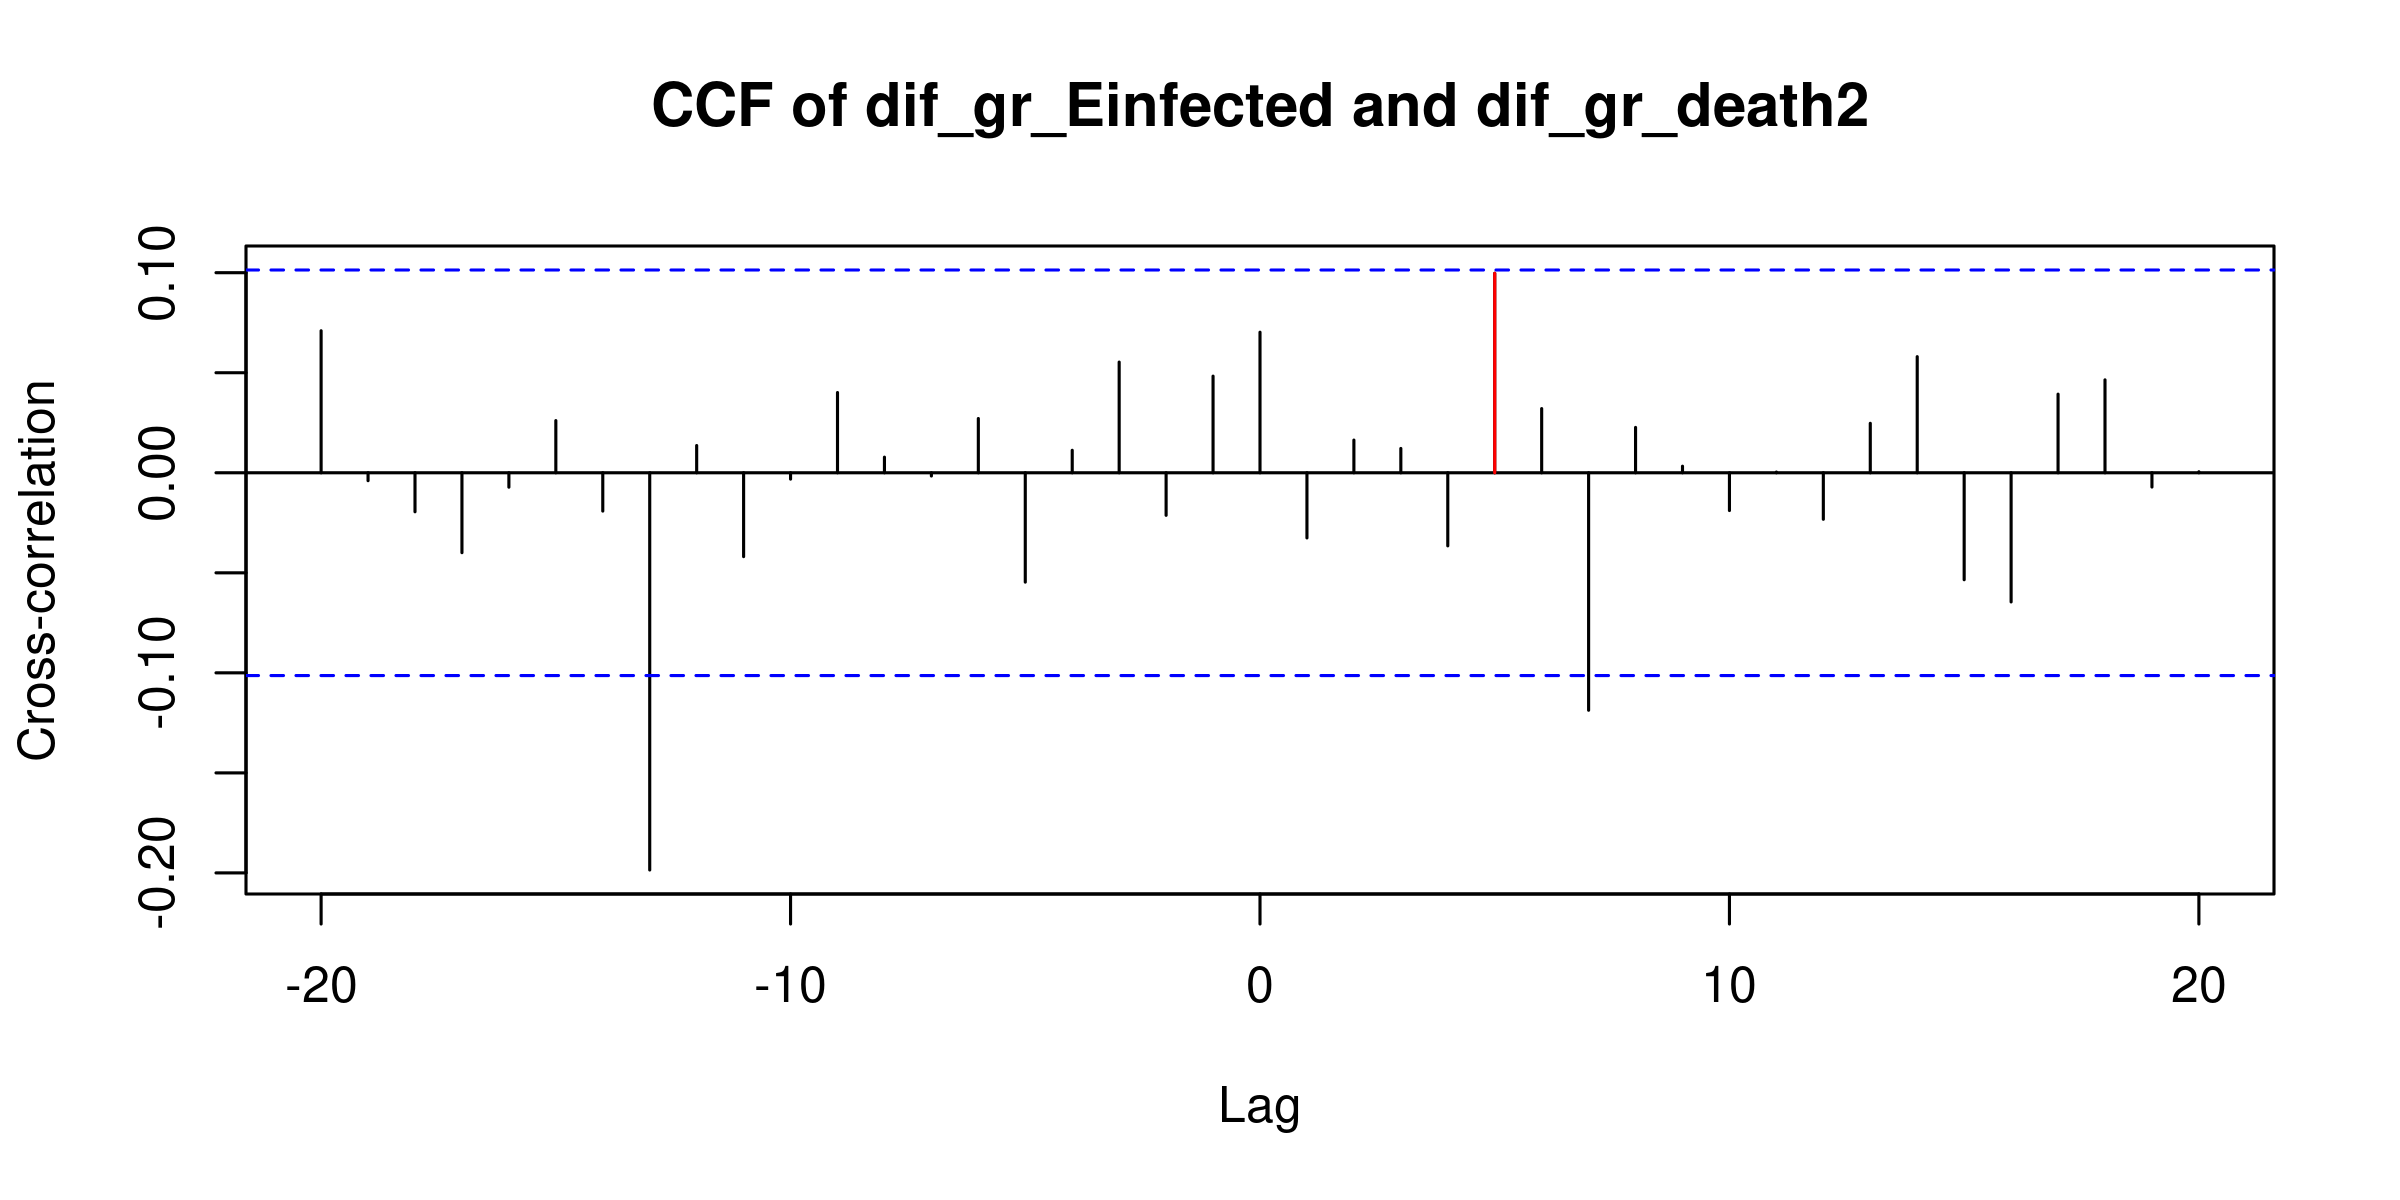 CCF of dif_gr_Einfected and dif_gr_death2
Cross-correlation
0.10
0.00
-0.10
-0.20
-20 -10 0 10 20
Lag